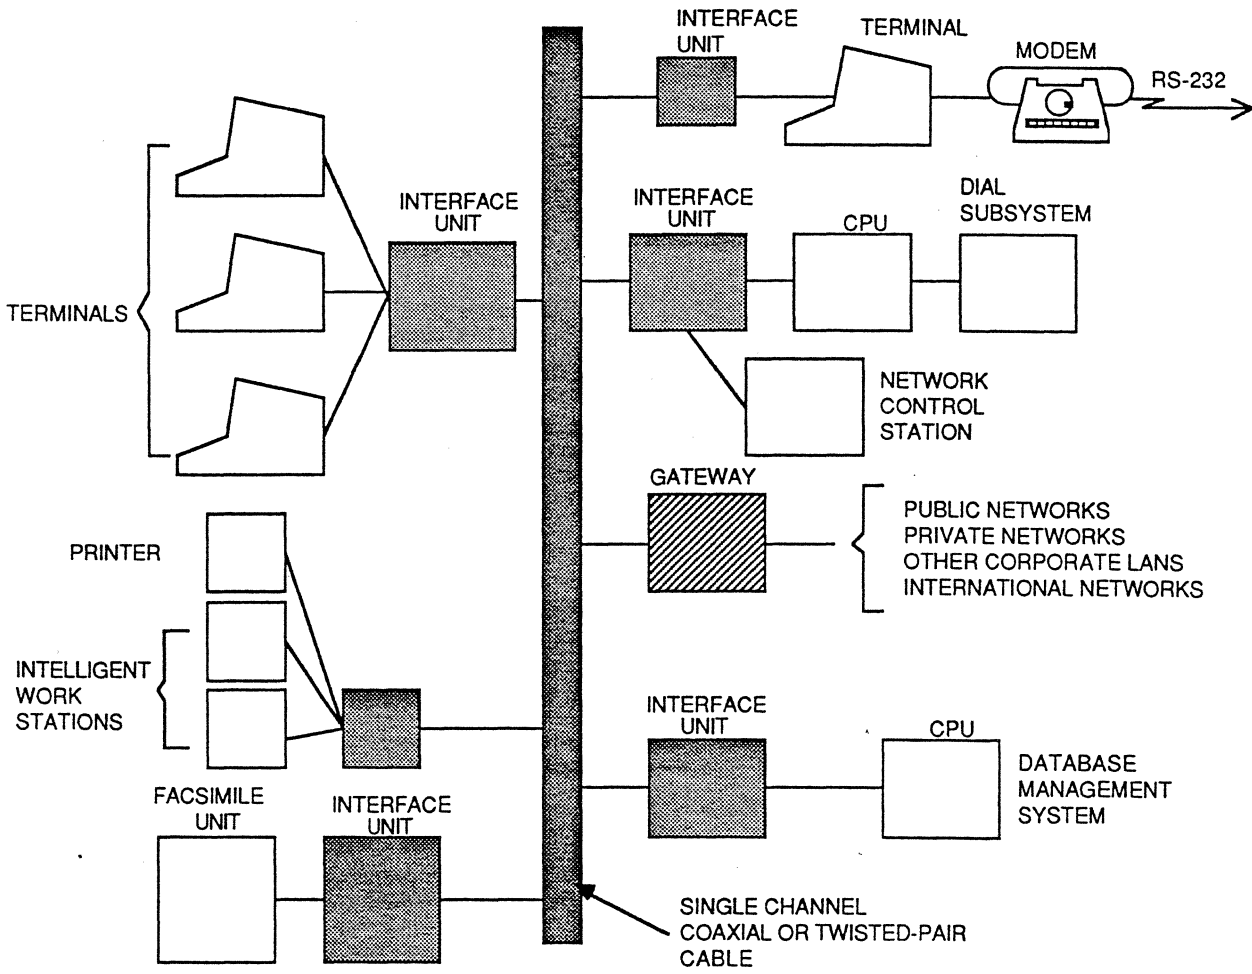 INTERFACE
UNIT
TERMINAL
MODEM
RS-232
TERMINALS
INTERFACE
UNIT
INTERFACE
UNIT
CPU
DIAL
SUBSYSTEM
NETWORK
CONTROL
STATION
GATEWAY
PUBLIC NETWORKS
PRIVATE NETWORKS
OTHER CORPORATE LANS
INTERNATIONAL NETWORKS
PRINTER
INTELLIGENT
WORK
STATIONS
INTERFACE
UNIT
CPU
DATABASE
MANAGEMENT
SYSTEM
FACSIMILE
UNIT
INTERFACE
UNIT
SINGLE CHANNEL
COAXIAL OR TWISTED-PAIR
CABLE